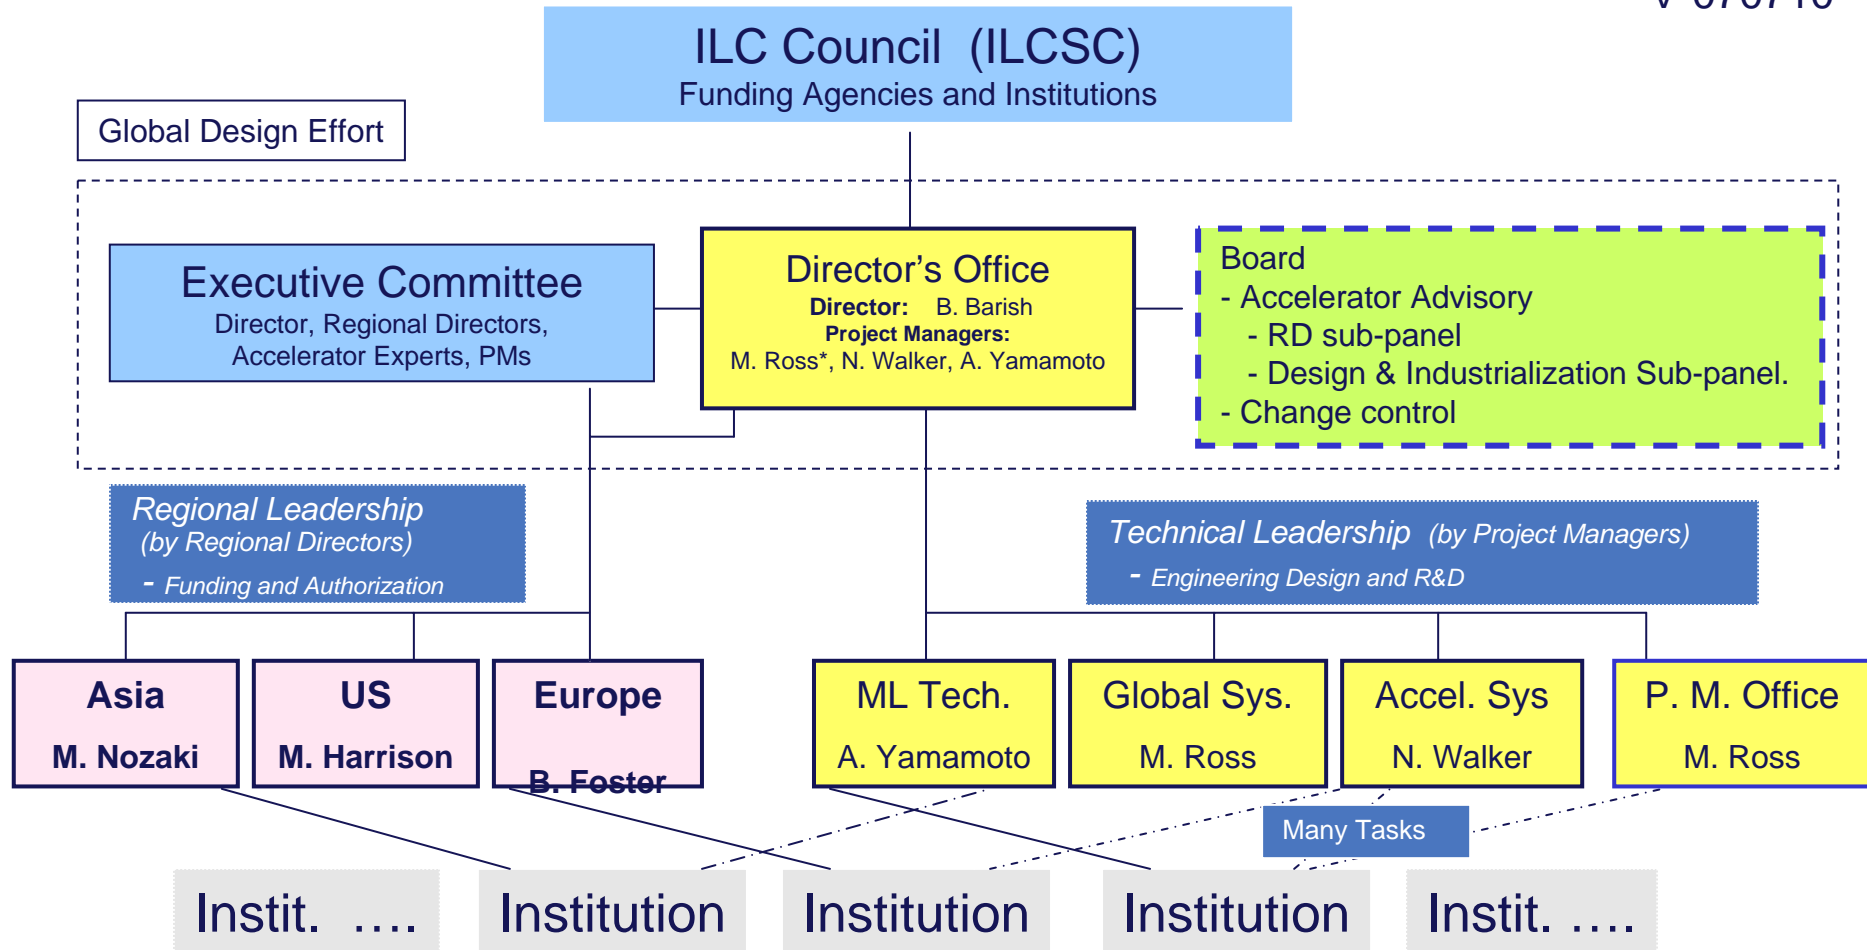 ILC Council (ILCSC)
Funding Agencies and Institutions
Global Design Effort
Executive Committee
Director, Regional Directors,
Accelerator Experts, PMs
Director's Office
Director: B. Barish
Project Managers:
M. Ross*, N. Walker, A. Yamamoto
Board
- Accelerator Advisory
- RD sub-panel
- Design & Industrialization Sub-panel.
- Change control
Regional Leadership
(by Regional Directors)
- Funding and Authorization
Technical Leadership (by Project Managers)
- Engineering Design and R&D
Asia
M. Nozaki
US
M. Harrison
Europe
B. Foster
ML Tech.
A. Yamamoto
Global Sys.
M. Ross
Accel. Sys
N. Walker
P. M. Office
M. Ross
Many Tasks
Instit. ....
Institution
Institution
Institution
Instit. .....